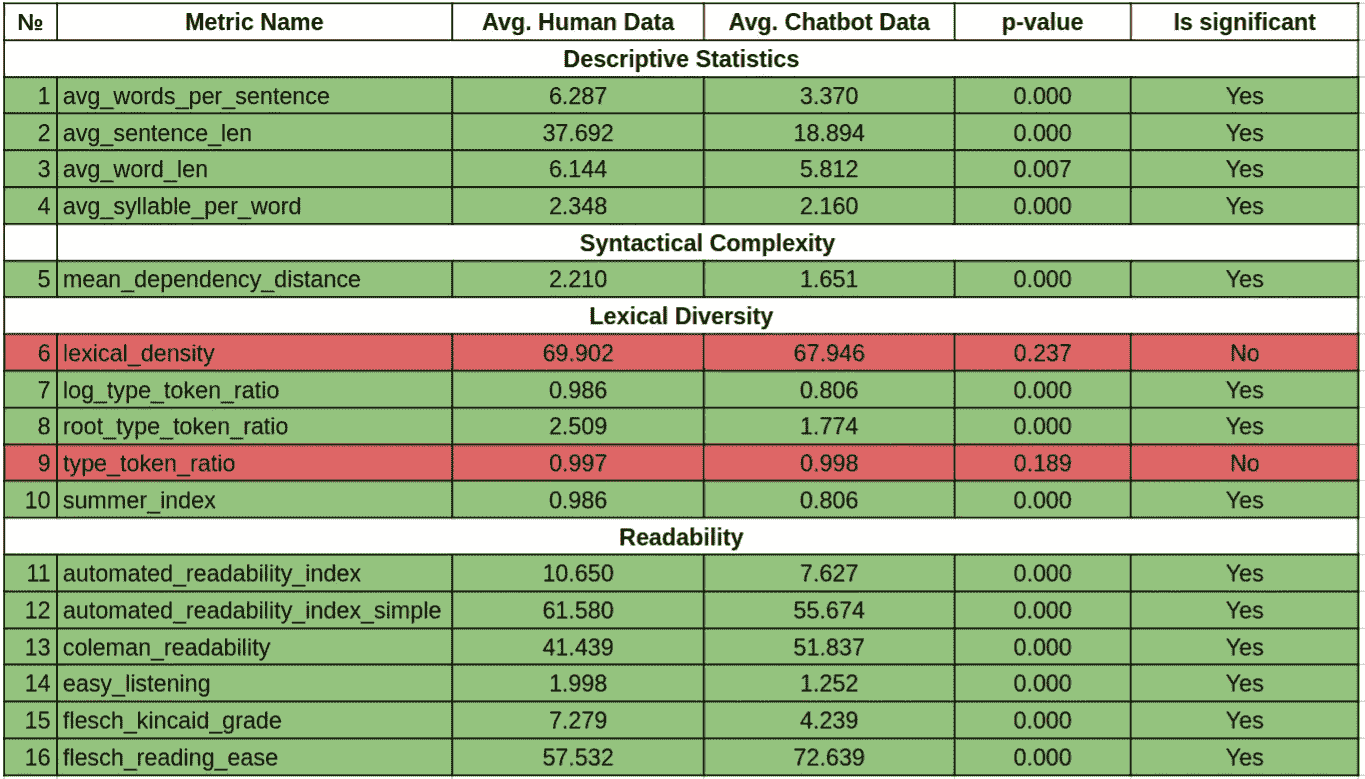 № Metric Name Avg. Human Data Avg. Chatbot Data p-value Is significant
Descriptive Statistics
1 avg_words_per_sentence 6.287 3.370 0.000 Yes
2 avg_sentence_len 37.692 18.894 0.000 Yes
3 avg_word_len 6.144 5.812 0.007 Yes
4 avg_syllable_per_word 2.348 2.160 0.000 Yes
Syntactical Complexity
5 mean_dependency_distance 2.210 1.651 0.000 Yes
Lexical Diversity
6 lexical_density 69.902 67.946 0.237 No
7 log_type_token_ratio 0.986 0.806 0.000 Yes
8 root_type_token_ratio 2.509 1.774 0.000 Yes
9 type_token_ratio 0.997 0.998 0.189 No
10 summer_index 0.986 0.806 0.000 Yes
Readability
11 automated_readability_index 10.650 7.627 0.000 Yes
12 automated_readability_index_simple 61.580 55.674 0.000 Yes
13 coleman_readability 41.439 51.837 0.000 Yes
14 easy_listening 1.998 1.252 0.000 Yes
15 flesch_kincaid_grade 7.279 4.239 0.000 Yes
16 flesch_reading_ease 57.532 72.639 0.000 Yes